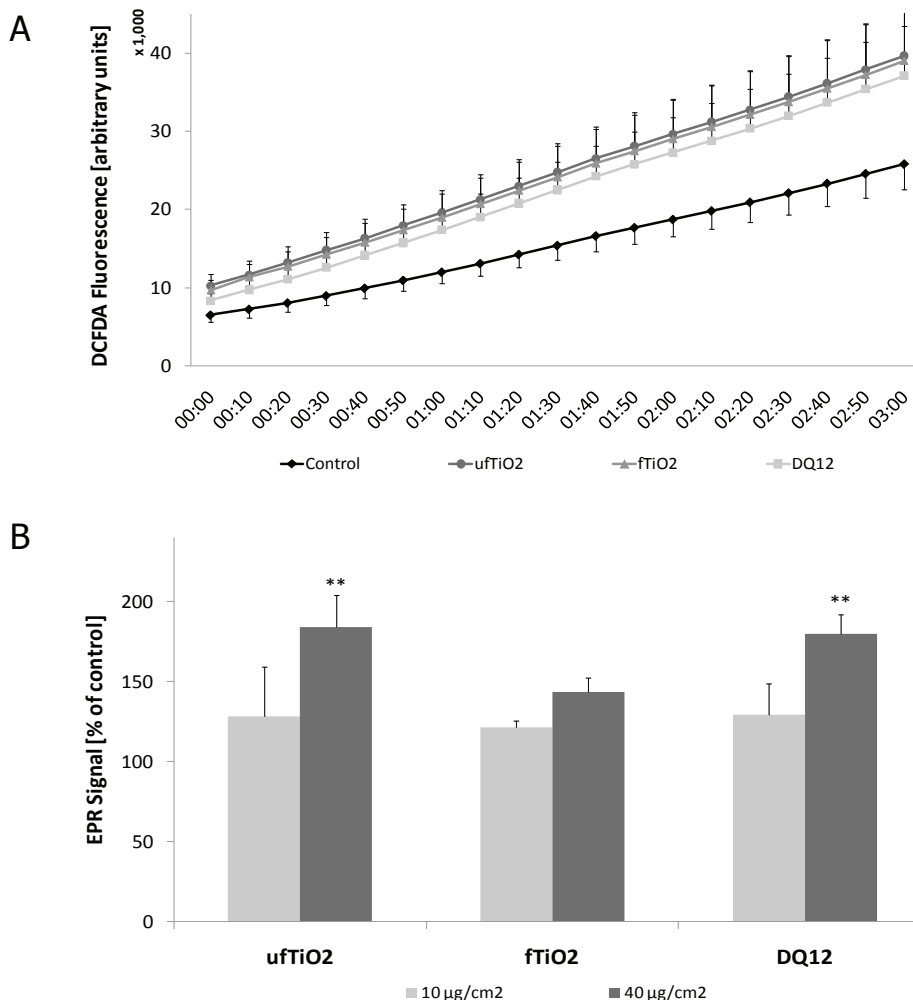 A
x 1,000
DCFDA Fluorescence [arbitrary units]
40
30
20
10
0
00:00 00:10 00:20 00:30 00:40 00:50 01:00 01:10 01:20 01:30 01:40 01:50 02:00 02:10 02:20 02:30 02:40 02:50 03:00
Control ufTiO2 fTiO2 DQ12
B
EPR Signal [% of control]
200
150
100
50
0
**
**
ufTiO2 fTiO2 DQ12
10 µg/cm2 40 µg/cm2